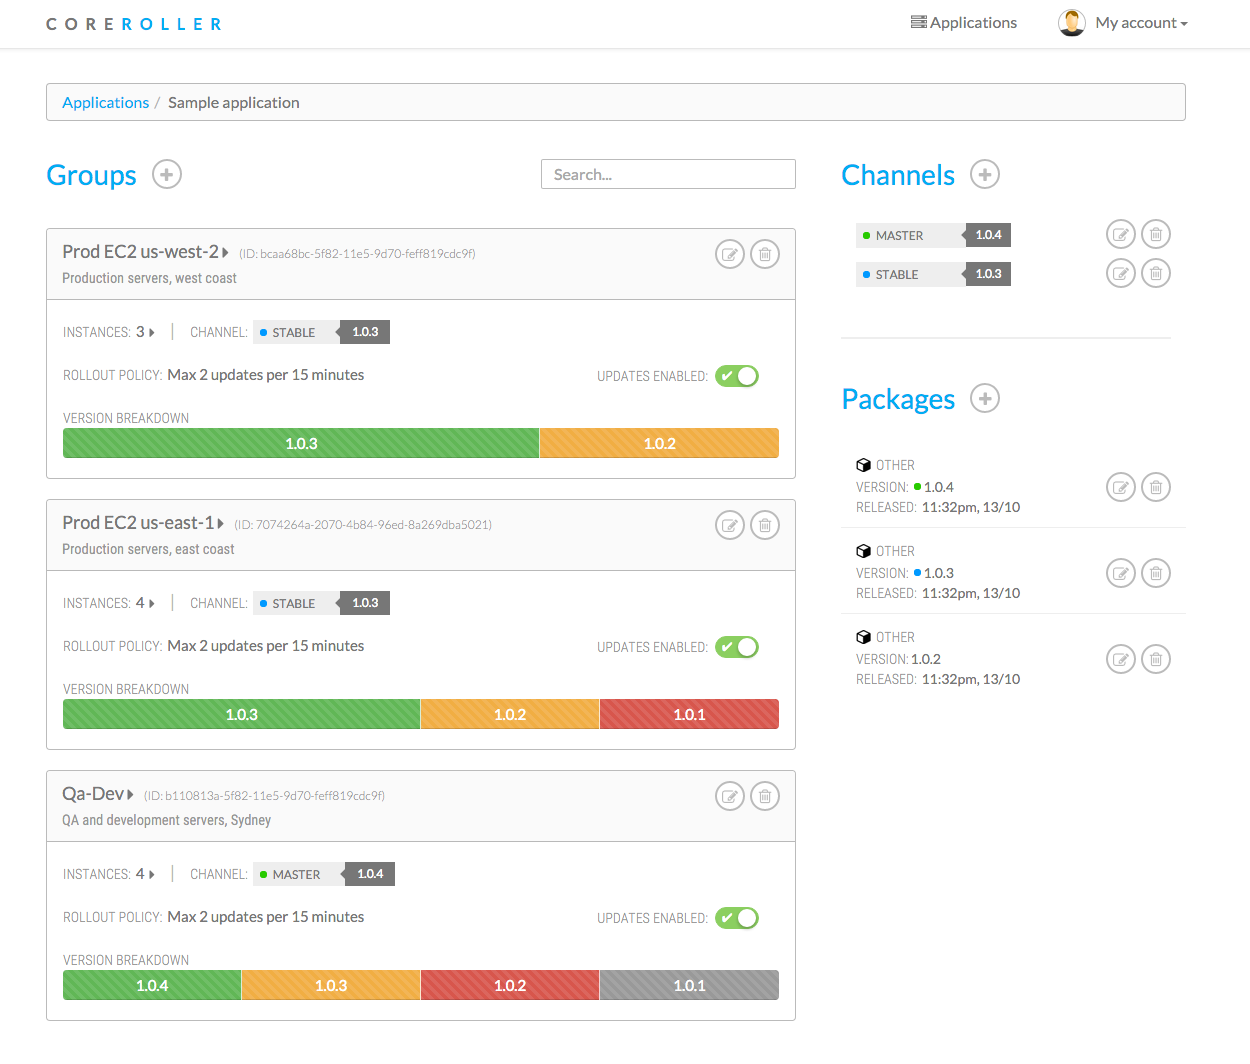 COREROLLER
Applications
My account
Applications / Sample application
Groups
Search...
Prod EC2 us-west-2 (ID: bcaa68bc-5f82-11e5-9d70-feff819cdc9f)
Production servers, west coast
INSTANCES: 3 | CHANNEL: STABLE 1.0.3
ROLLOUT POLICY: Max 2 updates per 15 minutes UPDATES ENABLED:
VERSION BREAKDOWN
1.0.3 1.0.2
Prod EC2 us-east-1 (ID: 7074264a-2070-4b84-96ed-8a269dba5021)
Production servers, east coast
INSTANCES: 4 | CHANNEL: STABLE 1.0.3
ROLLOUT POLICY: Max 2 updates per 15 minutes UPDATES ENABLED:
VERSION BREAKDOWN
1.0.3 1.0.2 1.0.1
Qa-Dev (ID: b110813a-5f82-11e5-9d70-feff819cdc9f)
QA and development servers, Sydney
INSTANCES: 4 | CHANNEL: MASTER 1.0.4
ROLLOUT POLICY: Max 2 updates per 15 minutes UPDATES ENABLED:
VERSION BREAKDOWN
1.0.4 1.0.3 1.0.2 1.0.1
Channels
MASTER 1.0.4
STABLE 1.0.3
Packages
OTHER
VERSION: 1.0.4
RELEASED: 11:32pm, 13/10
OTHER
VERSION: 1.0.3
RELEASED: 11:32pm, 13/10
OTHER
VERSION: 1.0.2
RELEASED: 11:32pm, 13/10